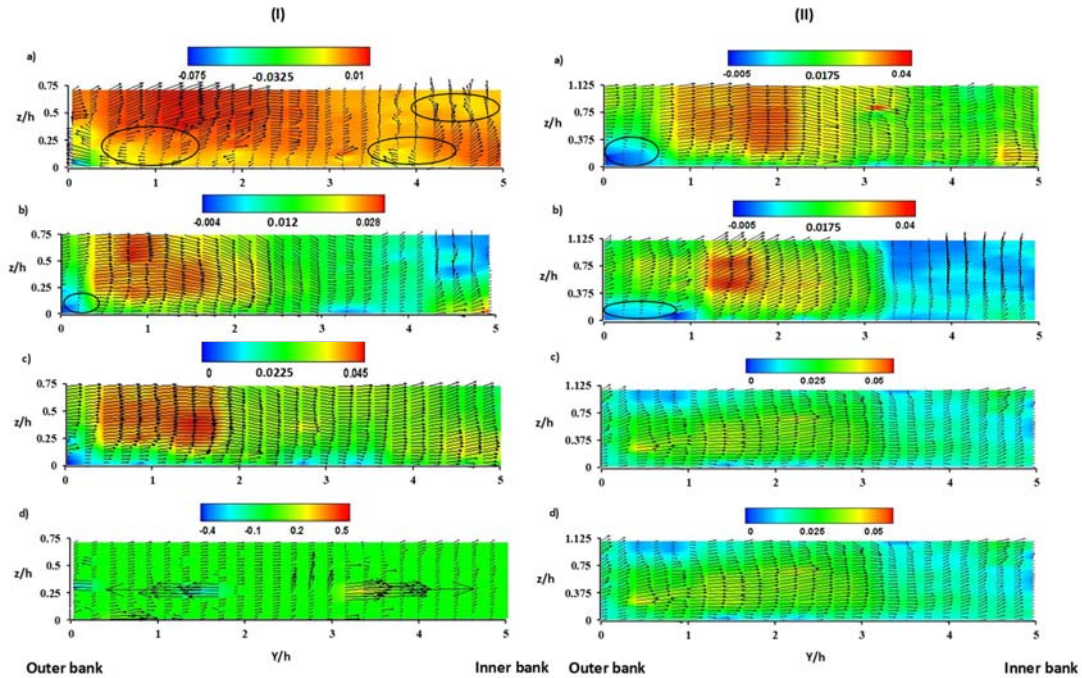 (I)
(II)
a)
-0.075 -0.0325 0.01
0.75
0.5
z/h
0.25
0
0 1 2 3 4 5
a)
-0.005 0.0175 0.04
1.125
0.75
z/h
0.375
0
0 1 2 3 4 5
b)
-0.004 0.012 0.028
0.75
0.5
z/h
0.25
0
0 1 2 3 4 5
b)
-0.005 0.0175 0.04
1.125
0.75
z/h
0.375
0
0 1 2 3 4 5
c)
0 0.0225 0.045
0.75
0.5
z/h
0.25
0
0 1 2 3 4 5
c)
0 0.025 0.05
1.125
0.75
z/h
0.375
0
0 1 2 3 4 5
d)
-0.4 -0.1 0.2 0.5
0.75
0.5
z/h
0.25
0
0 1 2 3 4 5
Y/h
Outer bank
Inner bank
d)
0 0.025 0.05
1.125
0.75
z/h
0.375
0
0 1 2 3 4 5
Y/h
Outer bank
Inner bank